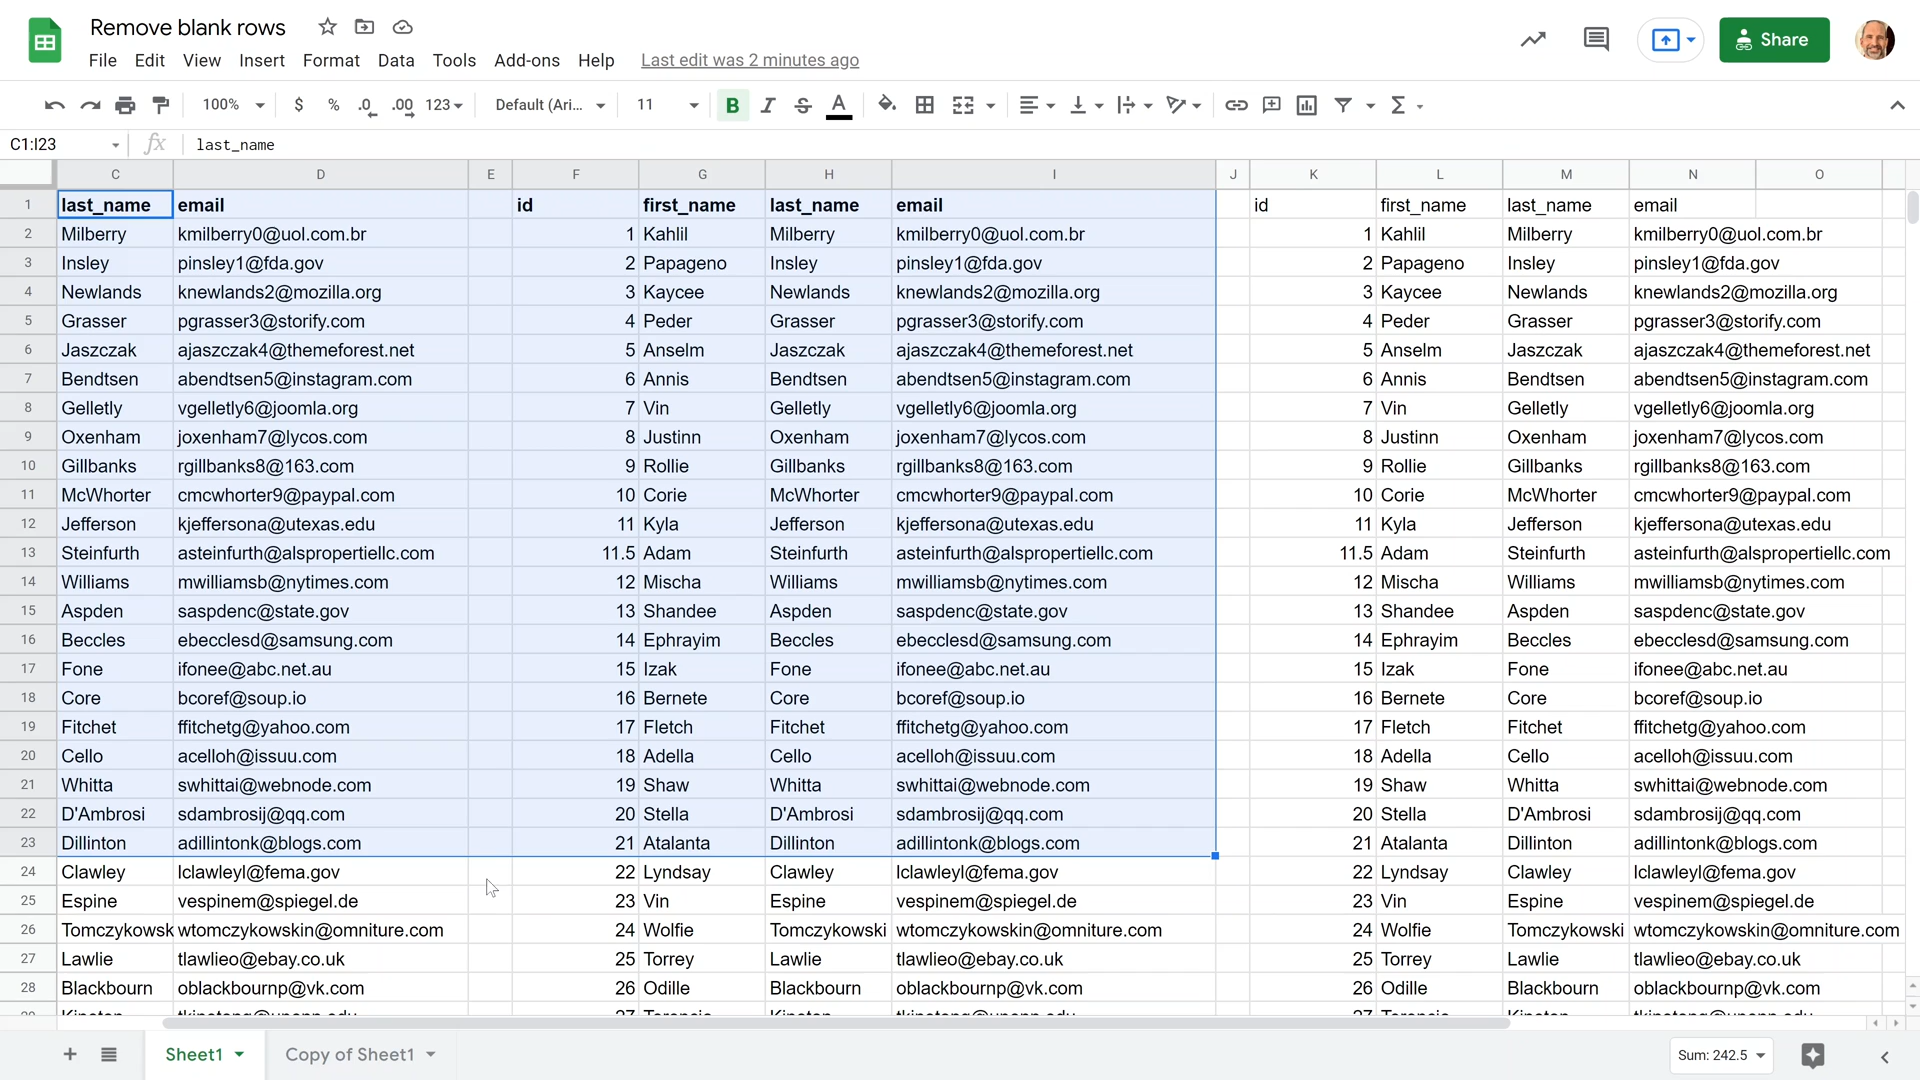 Remove blank rows
File Edit View Insert Format Data Tools Add-ons Help Last edit was 2 minutes ago
Share
100% $ % .0 .00 123 Default (Ari... 11 B I S A Σ
C1:I23 fx last_name
C D E F G H I J K L M N O
1 last_name email id first_name last_name email id first_name last_name email
2 Milberry kmilberry0@uol.com.br 1 Kahlil Milberry kmilberry0@uol.com.br 1 Kahlil Milberry kmilberry0@uol.com.br
3 Insley pinsley1@fda.gov 2 Papageno Insley pinsley1@fda.gov 2 Papageno Insley pinsley1@fda.gov
4 Newlands knewlands2@mozilla.org 3 Kaycee Newlands knewlands2@mozilla.org 3 Kaycee Newlands knewlands2@mozilla.org
5 Grasser pgrasser3@storify.com 4 Peder Grasser pgrasser3@storify.com 4 Peder Grasser pgrasser3@storify.com
6 Jaszczak ajaszczak4@themeforest.net 5 Anselm Jaszczak ajaszczak4@themeforest.net 5 Anselm Jaszczak ajaszczak4@themeforest.net
7 Bendtsen abendtsen5@instagram.com 6 Annis Bendtsen abendtsen5@instagram.com 6 Annis Bendtsen abendtsen5@instagram.com
8 Gelletly vgelletly6@joomla.org 7 Vin Gelletly vgelletly6@joomla.org 7 Vin Gelletly vgelletly6@joomla.org
9 Oxenham joxenham7@lycos.com 8 Justinn Oxenham joxenham7@lycos.com 8 Justinn Oxenham joxenham7@lycos.com
10 Gillbanks rgillbanks8@163.com 9 Rollie Gillbanks rgillbanks8@163.com 9 Rollie Gillbanks rgillbanks8@163.com
11 McWhorter cmcwhorter9@paypal.com 10 Corie McWhorter cmcwhorter9@paypal.com 10 Corie McWhorter cmcwhorter9@paypal.com
12 Jefferson kjeffersona@utexas.edu 11 Kyla Jefferson kjeffersona@utexas.edu 11 Kyla Jefferson kjeffersona@utexas.edu
13 Steinfurth asteinfurth@alspropertiellc.com 11.5 Adam Steinfurth asteinfurth@alspropertiellc.com 11.5 Adam Steinfurth asteinfurth@alspropertiellc.com
14 Williams mwilliamsb@nytimes.com 12 Mischa Williams mwilliamsb@nytimes.com 12 Mischa Williams mwilliamsb@nytimes.com
15 Aspden saspdenc@state.gov 13 Shandee Aspden saspdenc@state.gov 13 Shandee Aspden saspdenc@state.gov
16 Beccles ebecclesd@samsung.com 14 Ephrayim Beccles ebecclesd@samsung.com 14 Ephrayim Beccles ebecclesd@samsung.com
17 Fone ifonee@abc.net.au 15 Izak Fone ifonee@abc.net.au 15 Izak Fone ifonee@abc.net.au
18 Core bcoref@soup.io 16 Bernete Core bcoref@soup.io 16 Bernete Core bcoref@soup.io
19 Fitchet ffitchetg@yahoo.com 17 Fletch Fitchet ffitchetg@yahoo.com 17 Fletch Fitchet ffitchetg@yahoo.com
20 Cello acelloh@issuu.com 18 Adella Cello acelloh@issuu.com 18 Adella Cello acelloh@issuu.com
21 Whitta swhittai@webnode.com 19 Shaw Whitta swhittai@webnode.com 19 Shaw Whitta swhittai@webnode.com
22 D'Ambrosi sdambrosij@qq.com 20 Stella D'Ambrosi sdambrosij@qq.com 20 Stella D'Ambrosi sdambrosij@qq.com
23 Dillinton adillintonk@blogs.com 21 Atalanta Dillinton adillintonk@blogs.com 21 Atalanta Dillinton adillintonk@blogs.com
24 Clawley lclawleyl@fema.gov 22 Lyndsay Clawley lclawleyl@fema.gov 22 Lyndsay Clawley lclawleyl@fema.gov
25 Espine vespinem@spiegel.de 23 Vin Espine vespinem@spiegel.de 23 Vin Espine vespinem@spiegel.de
26 Tomczykowsk wtomczykowskin@omniture.com 24 Wolfie Tomczykowski wtomczykowskin@omniture.com 24 Wolfie Tomczykowski wtomczykowskin@omniture.com
27 Lawlie tlawlieo@ebay.co.uk 25 Torrey Lawlie tlawlieo@ebay.co.uk 25 Torrey Lawlie tlawlieo@ebay.co.uk
28 Blackbourn oblackbournp@vk.com 26 Odille Blackbourn oblackbournp@vk.com 26 Odille Blackbourn oblackbournp@vk.com
Sheet1 Copy of Sheet1 Sum: 242.5